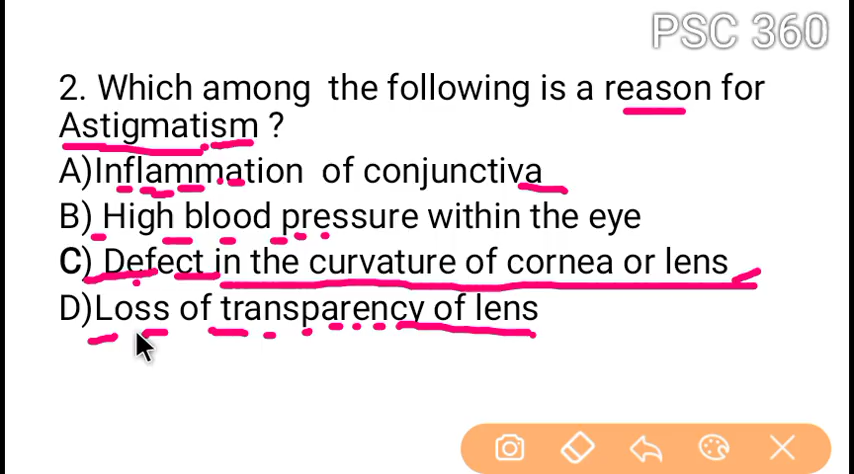 PSC 360
2. Which among the following is a reason for
Astigmatism ?
A)Inflammation of conjunctiva
B) High blood pressure within the eye
C) Defect in the curvature of cornea or lens
D)Loss of transparency of lens